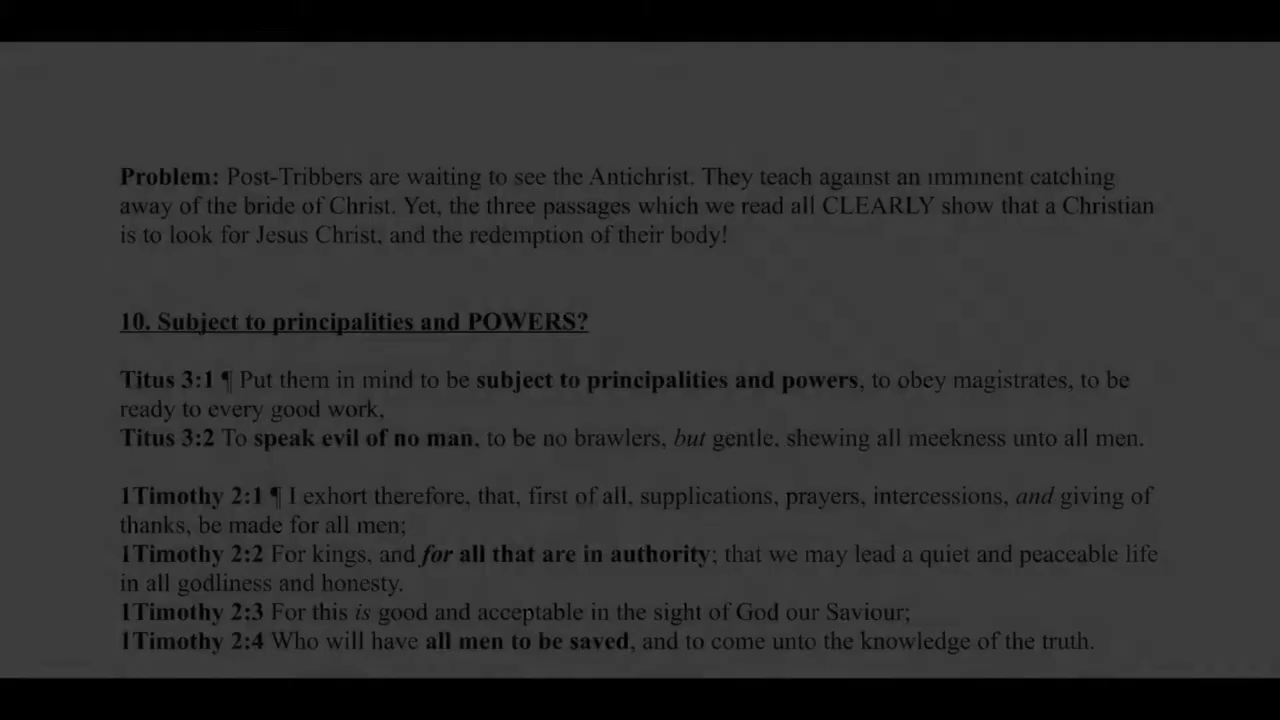 Problem: Post-Tribbers are waiting to see the Antichrist. They teach against an imminent catching
away of the bride of Christ. Yet, the three passages which we read all CLEARLY show that a Christian
is to look for Jesus Christ, and the redemption of their body!
10. Subject to principalities and POWERS?
Titus 3:1 ¶ Put them in mind to be subject to principalities and powers, to obey magistrates, to be
ready to every good work,
Titus 3:2 To speak evil of no man, to be no brawlers, but gentle, shewing all meekness unto all men.
1Timothy 2:1 ¶ I exhort therefore, that, first of all, supplications, prayers, intercessions, and giving of
thanks, be made for all men;
1Timothy 2:2 For kings, and for all that are in authority; that we may lead a quiet and peaceable life
in all godliness and honesty.
1Timothy 2:3 For this is good and acceptable in the sight of God our Saviour;
1Timothy 2:4 Who will have all men to be saved, and to come unto the knowledge of the truth.